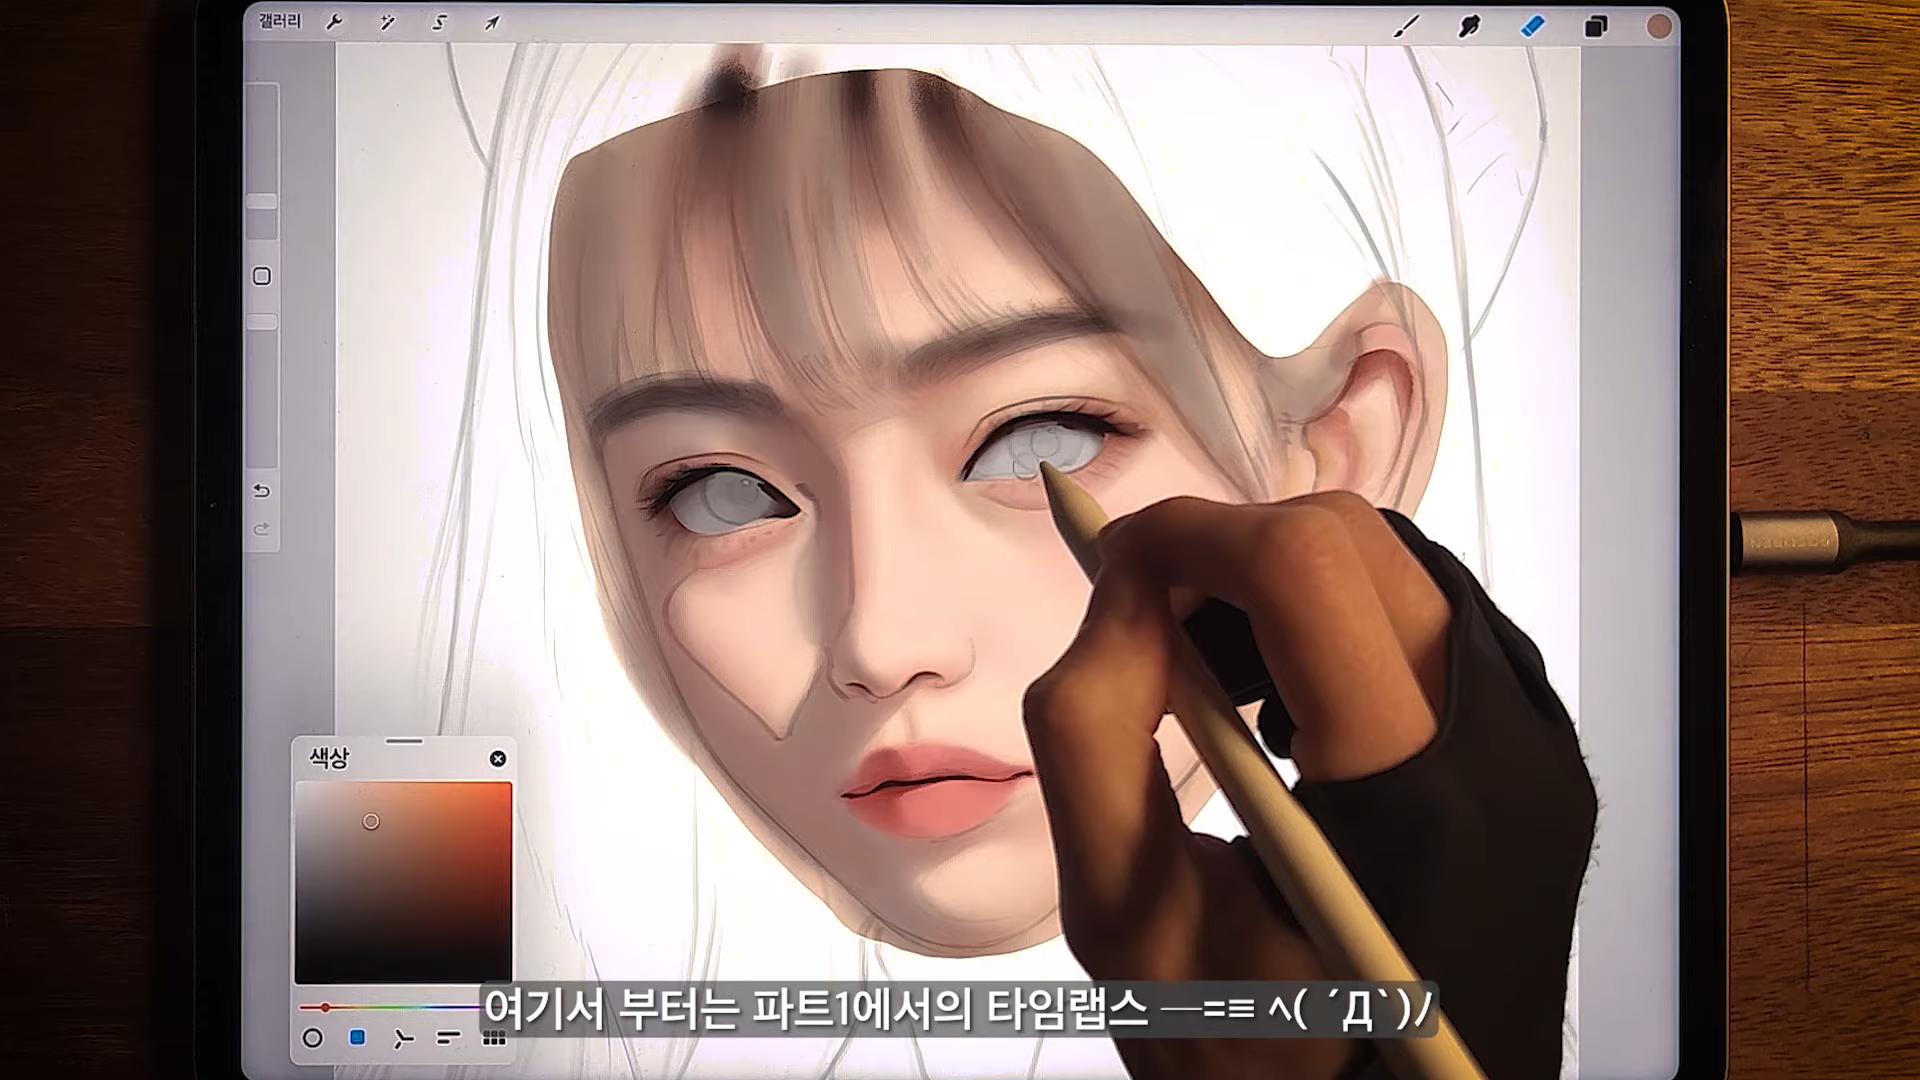 갤러리
색상
여기서 부터는 파트1에서의 타임랩스 ─=≡ ㅅ( ´Д`)/